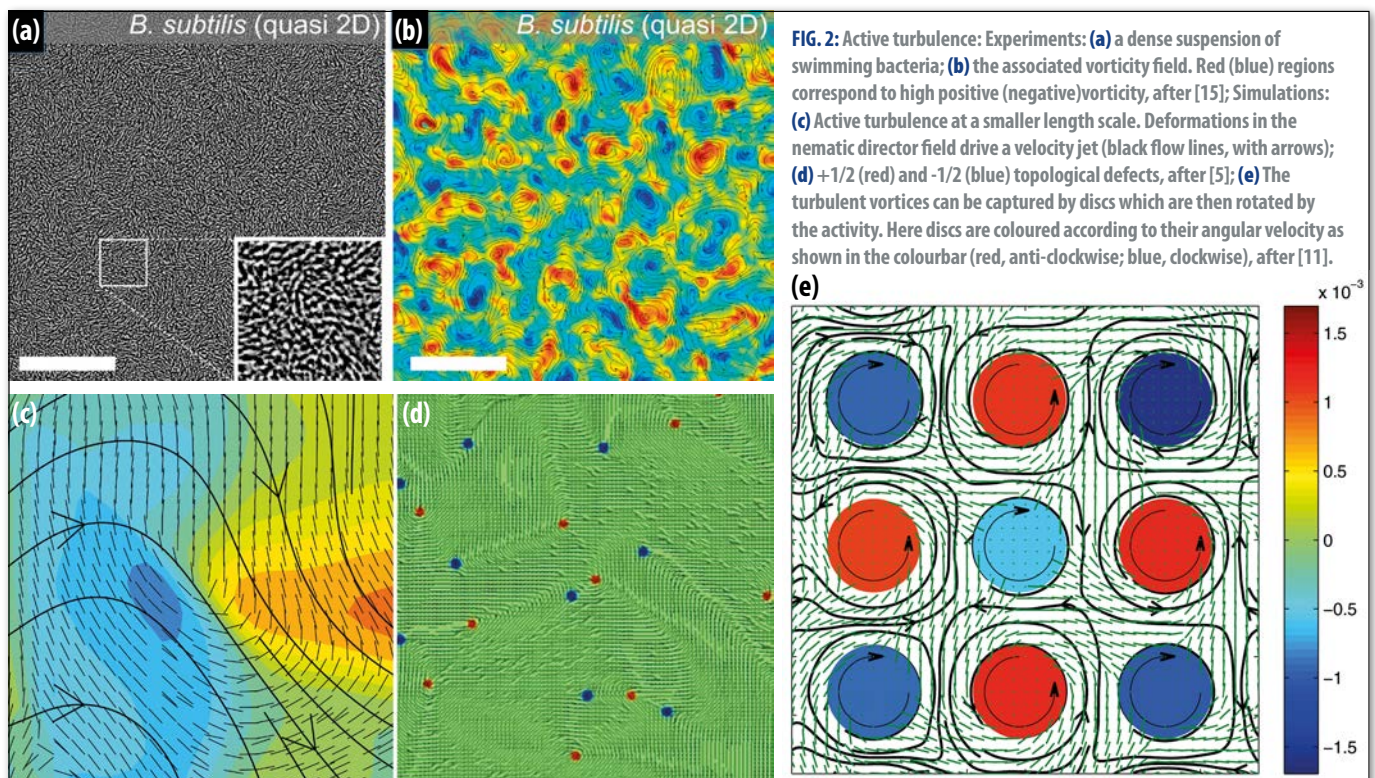 (a)
B. subtilis (quasi 2D)
(b)
B. subtilis (quasi 2D)
FIG. 2: Active turbulence: Experiments: (a) a dense suspension of
swimming bacteria; (b) the associated vorticity field. Red (blue) regions
correspond to high positive (negative)vorticity, after [15]; Simulations:
(c) Active turbulence at a smaller length scale. Deformations in the
nematic director field drive a velocity jet (black flow lines, with arrows);
(d) +1/2 (red) and -1/2 (blue) topological defects, after [5]; (e) The
turbulent vortices can be captured by discs which are then rotated by
the activity. Here discs are coloured according to their angular velocity as
shown in the colourbar (red, anti-clockwise; blue, clockwise), after [11].
(c)
(d)
(e)
x 10⁻³
1.5
1
0.5
0
−0.5
−1
−1.5